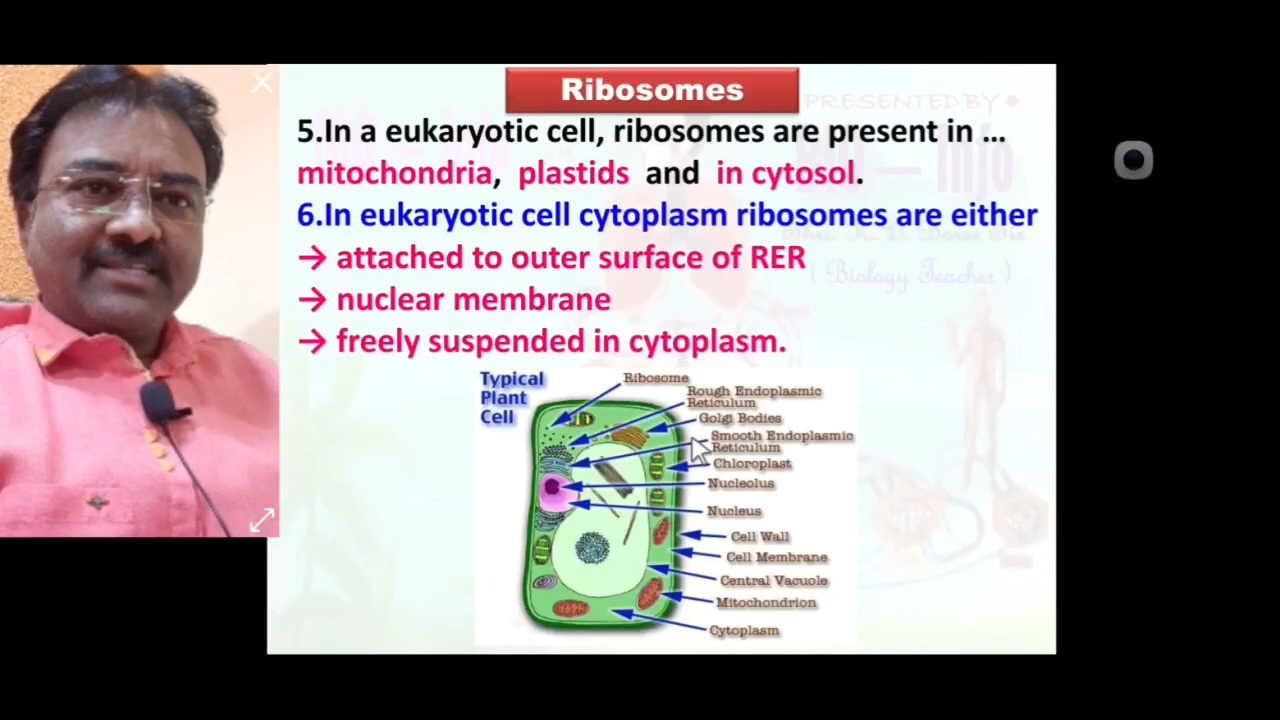 Ribosomes
PRESENTED BY
5.In a eukaryotic cell, ribosomes are present in ...
mitochondria, plastids and in cytosol.
6.In eukaryotic cell cytoplasm ribosomes are either
→ attached to outer surface of RER
( Biology Teacher )
→ nuclear membrane
→ freely suspended in cytoplasm.
Typical
Plant
Cell
Ribosome
Rough Endoplasmic
Reticulum
Golgi Bodies
Smooth Endoplasmic
Reticulum
Chloroplast
Nucleolus
Nucleus
Cell Wall
Cell Membrane
Central Vacuole
Mitochondrion
Cytoplasm